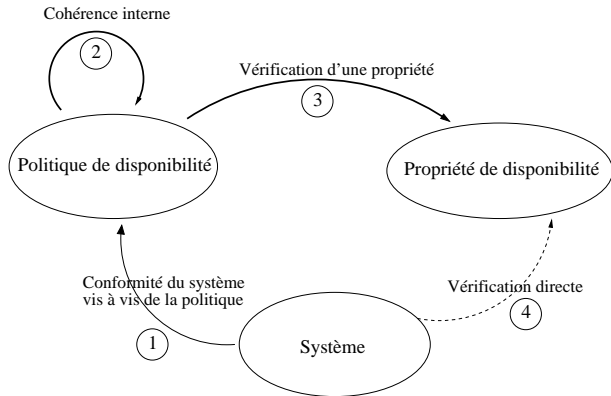 Cohérence interne
2
Vérification d'une propriété
3
Politique de disponibilité
Propriété de disponibilité
Conformité du système
vis à vis de la politique
1
Vérification directe
4
Système